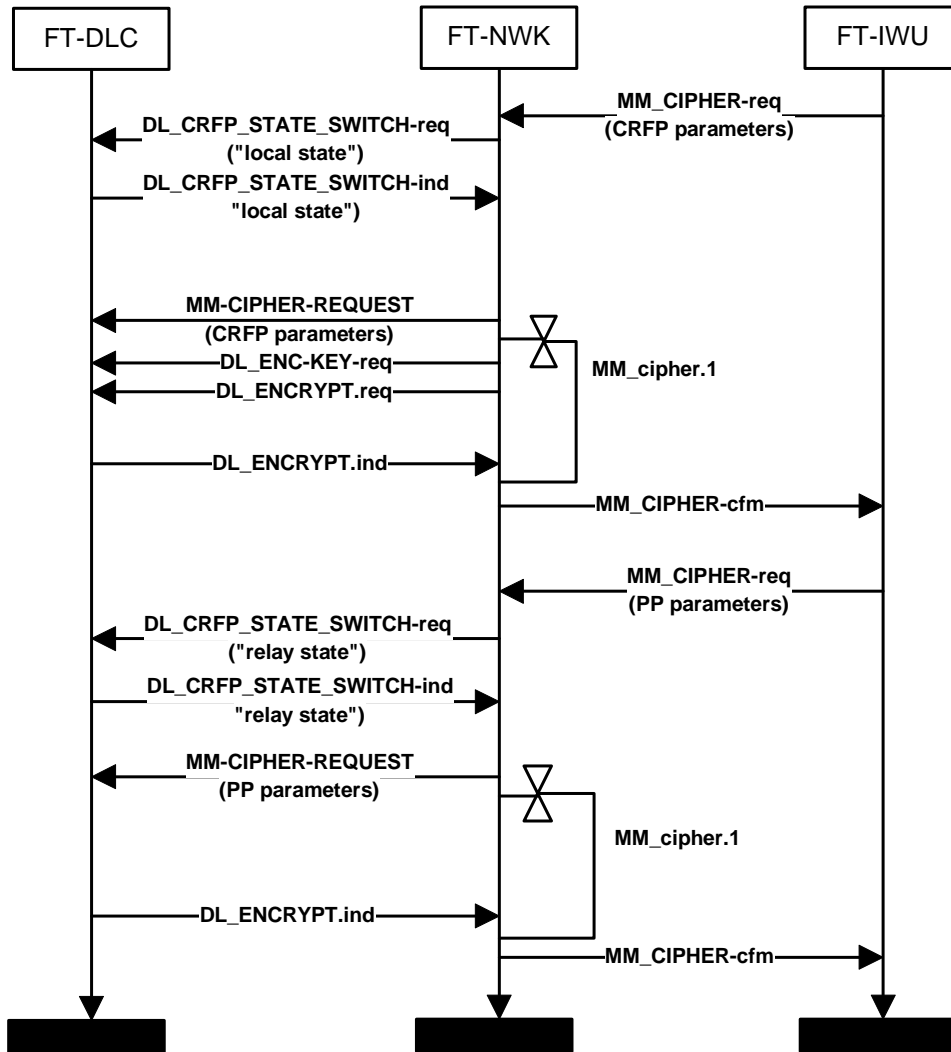 FT-DLC
FT-NWK
FT-IWU
MM_CIPHER-req
(CRFP parameters)
DL_CRFP_STATE_SWITCH-req
("local state")
DL_CRFP_STATE_SWITCH-ind
"local state")
MM-CIPHER-REQUEST
(CRFP parameters)
DL_ENC-KEY-req
MM_cipher.1
DL_ENCRYPT.req
DL_ENCRYPT.ind
MM_CIPHER-cfm
MM_CIPHER-req
(PP parameters)
DL_CRFP_STATE_SWITCH-req
("relay state")
DL_CRFP_STATE_SWITCH-ind
"relay state")
MM-CIPHER-REQUEST
(PP parameters)
MM_cipher.1
DL_ENCRYPT.ind
MM_CIPHER-cfm